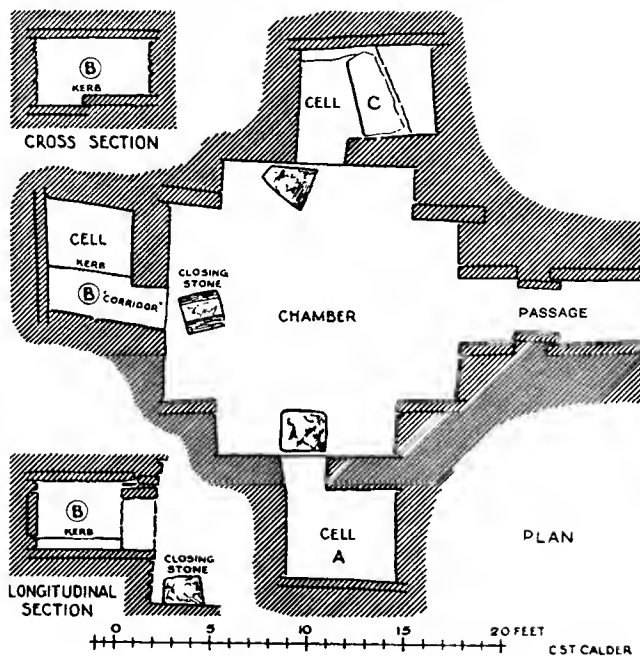 B
KERB
CROSS SECTION
CELL C
CELL
KERB
B "CORRIDOR"
CLOSING
STONE
CHAMBER
PASSAGE
B
KERB
CLOSING
STONE
LONGITUDINAL
SECTION
CELL
A
PLAN
0 5 10 15 20 FEET
C S T CALDER